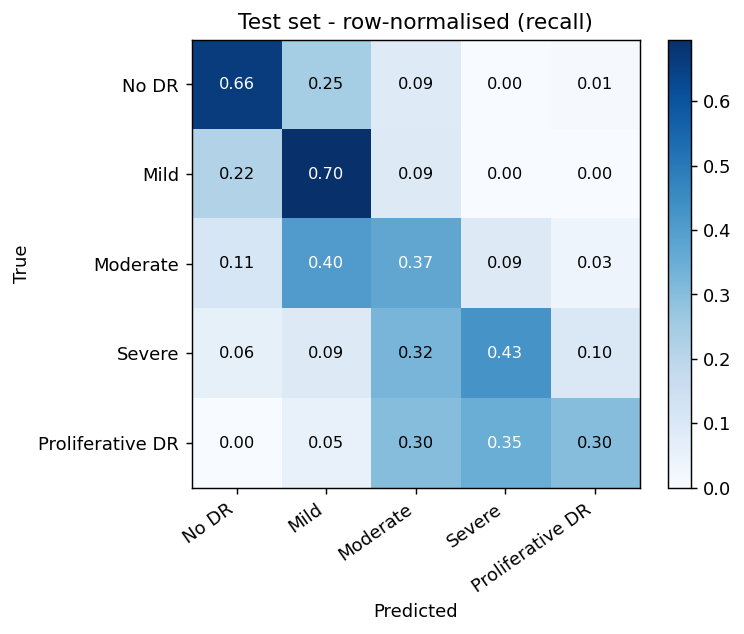 Test set - row-normalised (recall)
True
No DR 0.66 0.25 0.09 0.00 0.01
Mild 0.22 0.70 0.09 0.00 0.00
Moderate 0.11 0.40 0.37 0.09 0.03
Severe 0.06 0.09 0.32 0.43 0.10
Proliferative DR 0.00 0.05 0.30 0.35 0.30
No DR Mild Moderate Severe Proliferative DR
Predicted
0.6
0.5
0.4
0.3
0.2
0.1
0.0